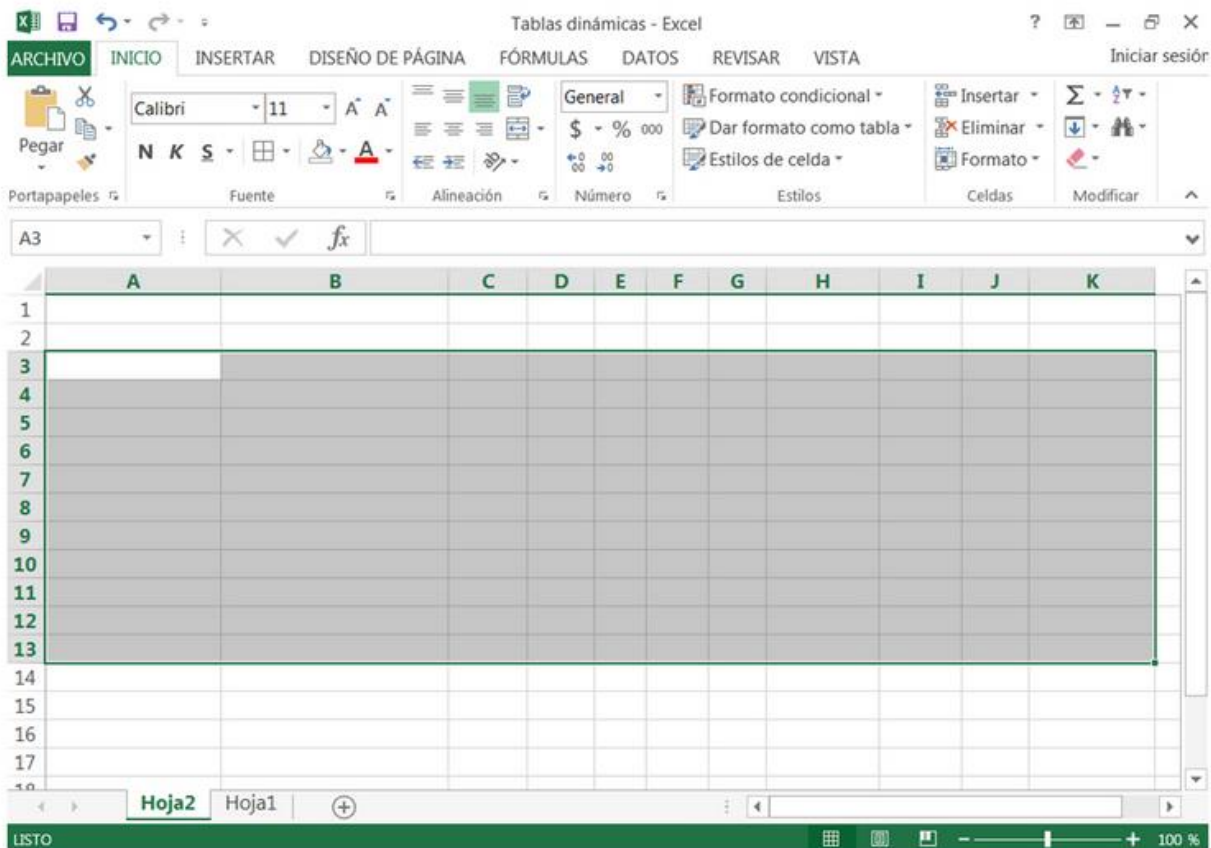 Tablas dinámicas - Excel ?
ARCHIVO INICIO INSERTAR DISEÑO DE PÁGINA FÓRMULAS DATOS REVISAR VISTA Iniciar sesión
Calibri 11 A A General Formato condicional Insertar Σ
Pegar $ % 000 Dar formato como tabla Eliminar
N K S A Estilos de celda Formato
Portapapeles Fuente Alineación Número Estilos Celdas Modificar
A3 fx
A B C D E F G H I J K
1
2
3
4
5
6
7
8
9
10
11
12
13
14
15
16
17
Hoja2 Hoja1
LISTO 100 %